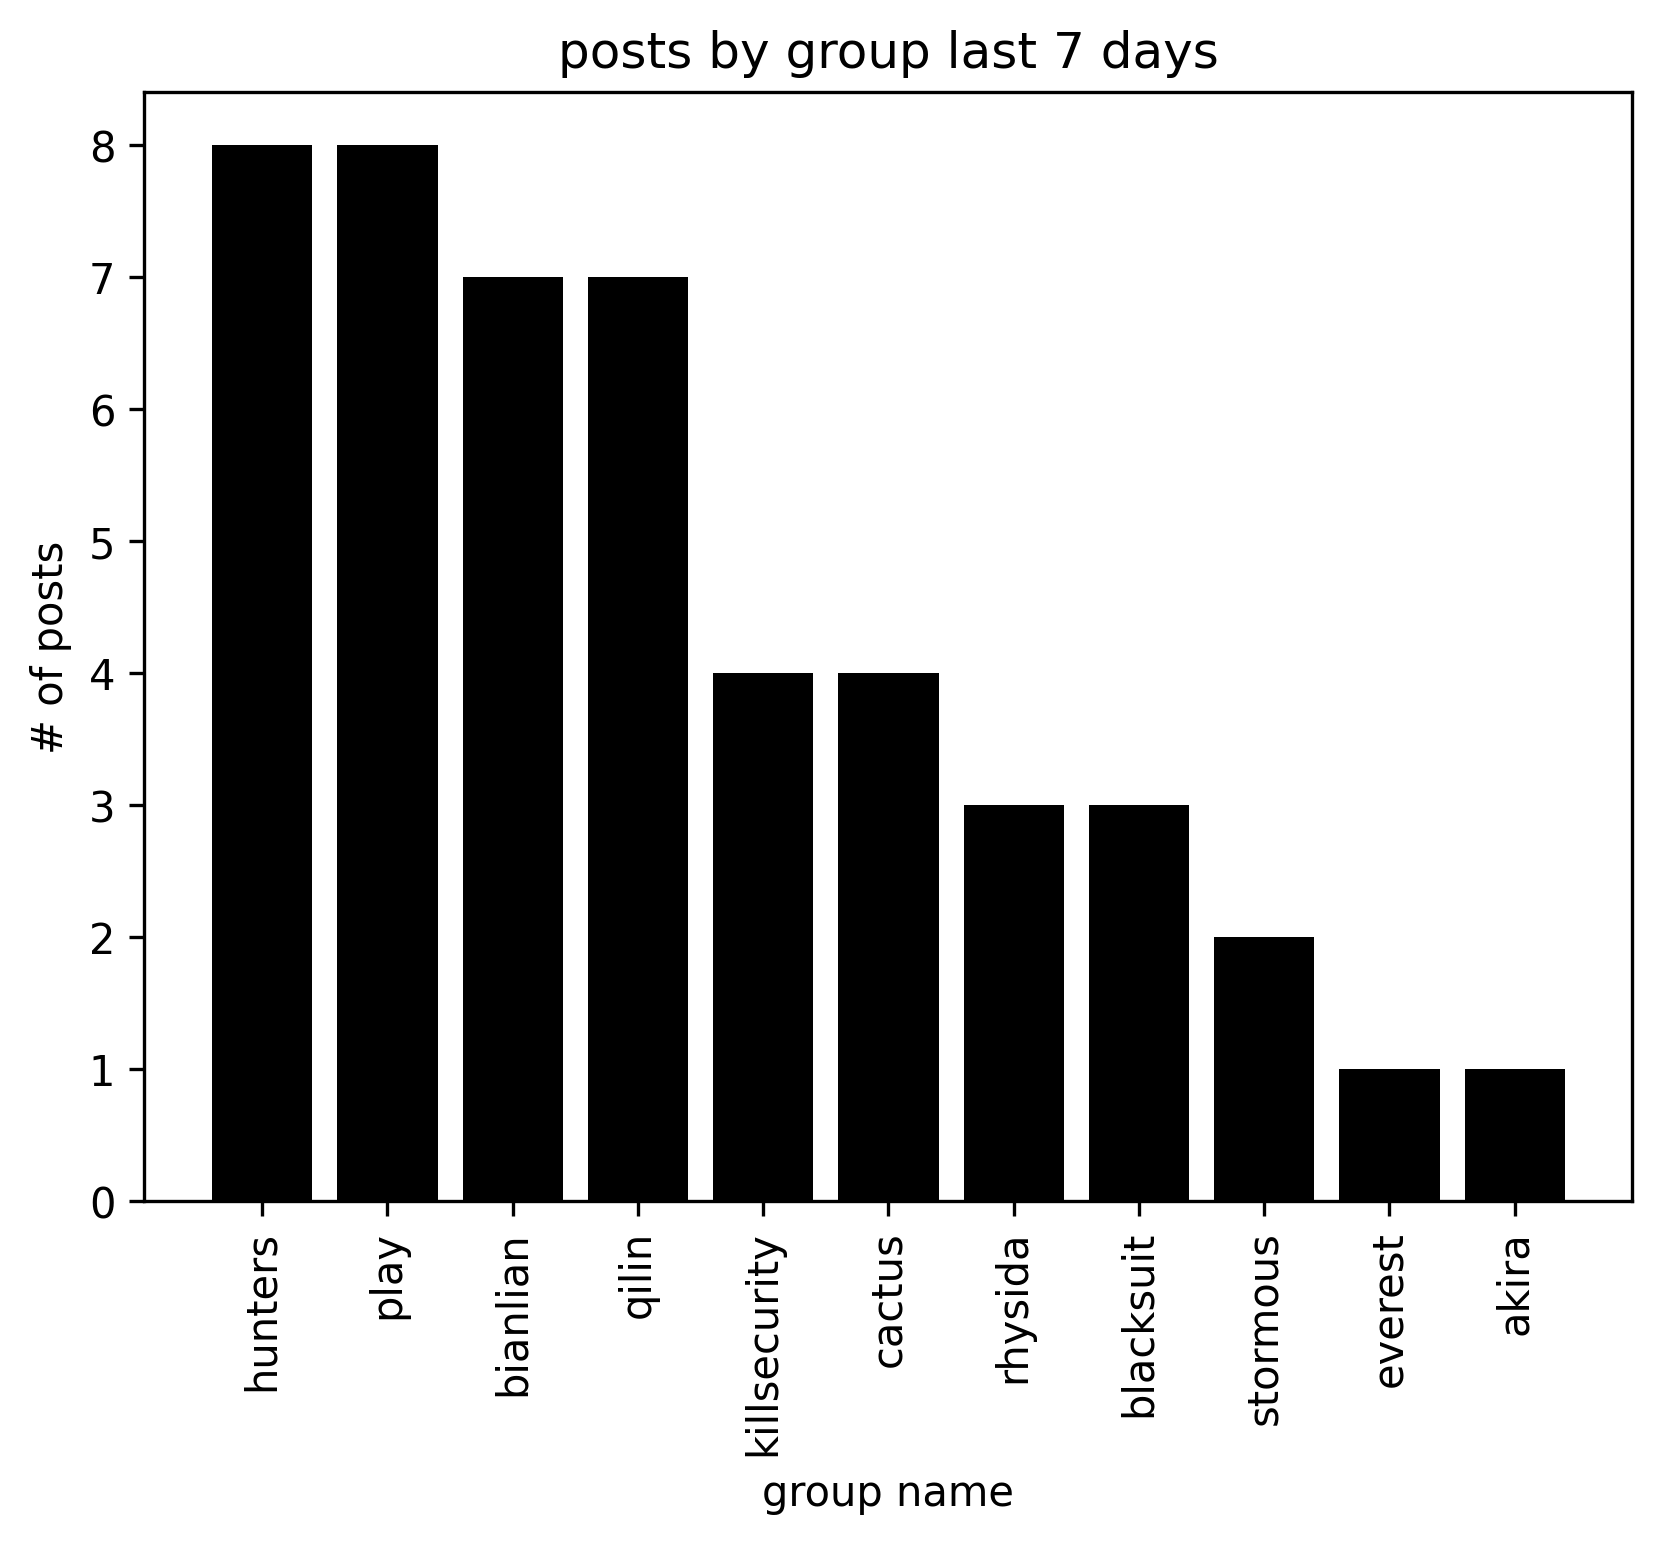 posts by group last 7 days
# of posts
8
7
6
5
4
3
2
1
0
hunters
play
bianlian
qilin
killsecurity
cactus
rhysida
blacksuit
stormous
everest
akira
group name